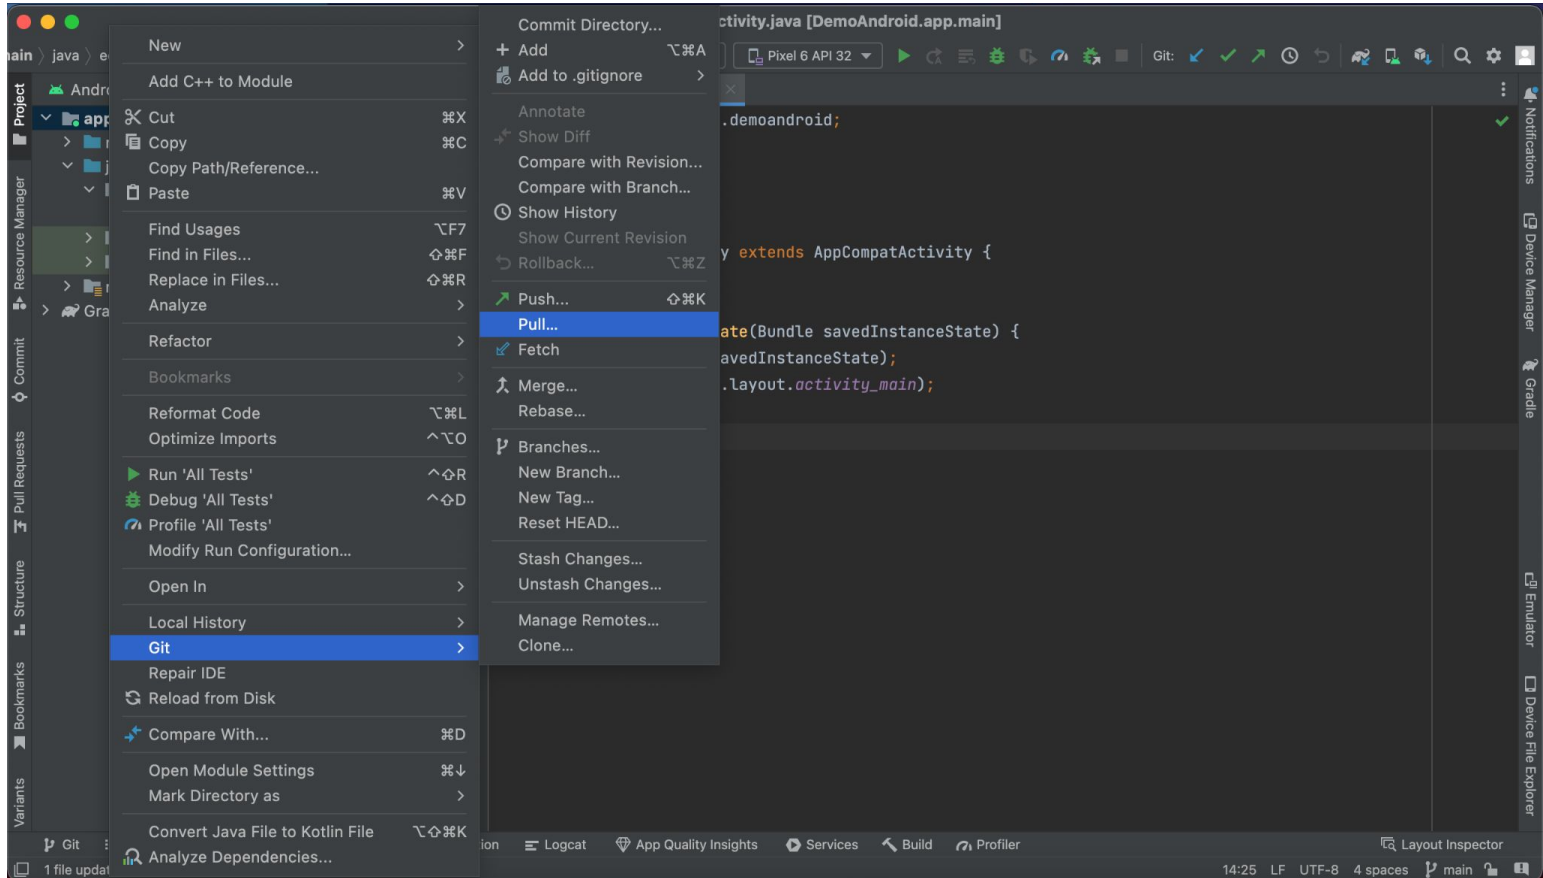 ctivity.java [DemoAndroid.app.main]
main
java
Pixel 6 API 32
Git:
Project
Resource Manager
Commit
Pull Requests
Structure
Bookmarks
Variants
Andro
app
Gra
New
Add C++ to Module
Cut ⌘X
Copy ⌘C
Copy Path/Reference...
Paste ⌘V
Find Usages ⌥F7
Find in Files... ⇧⌘F
Replace in Files... ⇧⌘R
Analyze
Refactor
Bookmarks
Reformat Code ⌥⌘L
Optimize Imports ^⌥O
Run 'All Tests' ^⇧R
Debug 'All Tests' ^⇧D
Profile 'All Tests'
Modify Run Configuration...
Open In
Local History
Git
Repair IDE
Reload from Disk
Compare With... ⌘D
Open Module Settings ⌘↓
Mark Directory as
Convert Java File to Kotlin File ⌥⇧⌘K
Analyze Dependencies...
Commit Directory...
Add ⌥⌘A
Add to .gitignore
Annotate
Show Diff
Compare with Revision...
Compare with Branch...
Show History
Show Current Revision
Rollback... ⌥⌘Z
Push... ⇧⌘K
Pull...
Fetch
Merge...
Rebase...
Branches...
New Branch...
New Tag...
Reset HEAD...
Stash Changes...
Unstash Changes...
Manage Remotes...
Clone...
.demoandroid;
y extends AppCompatActivity {
ate(Bundle savedInstanceState) {
avedInstanceState);
.layout.activity_main);
Notifications
Device Manager
Gradle
Emulator
Device File Explorer
Git
ion
Logcat
App Quality Insights
Services
Build
Profiler
Layout Inspector
1 file updat
14:25 LF UTF-8 4 spaces main